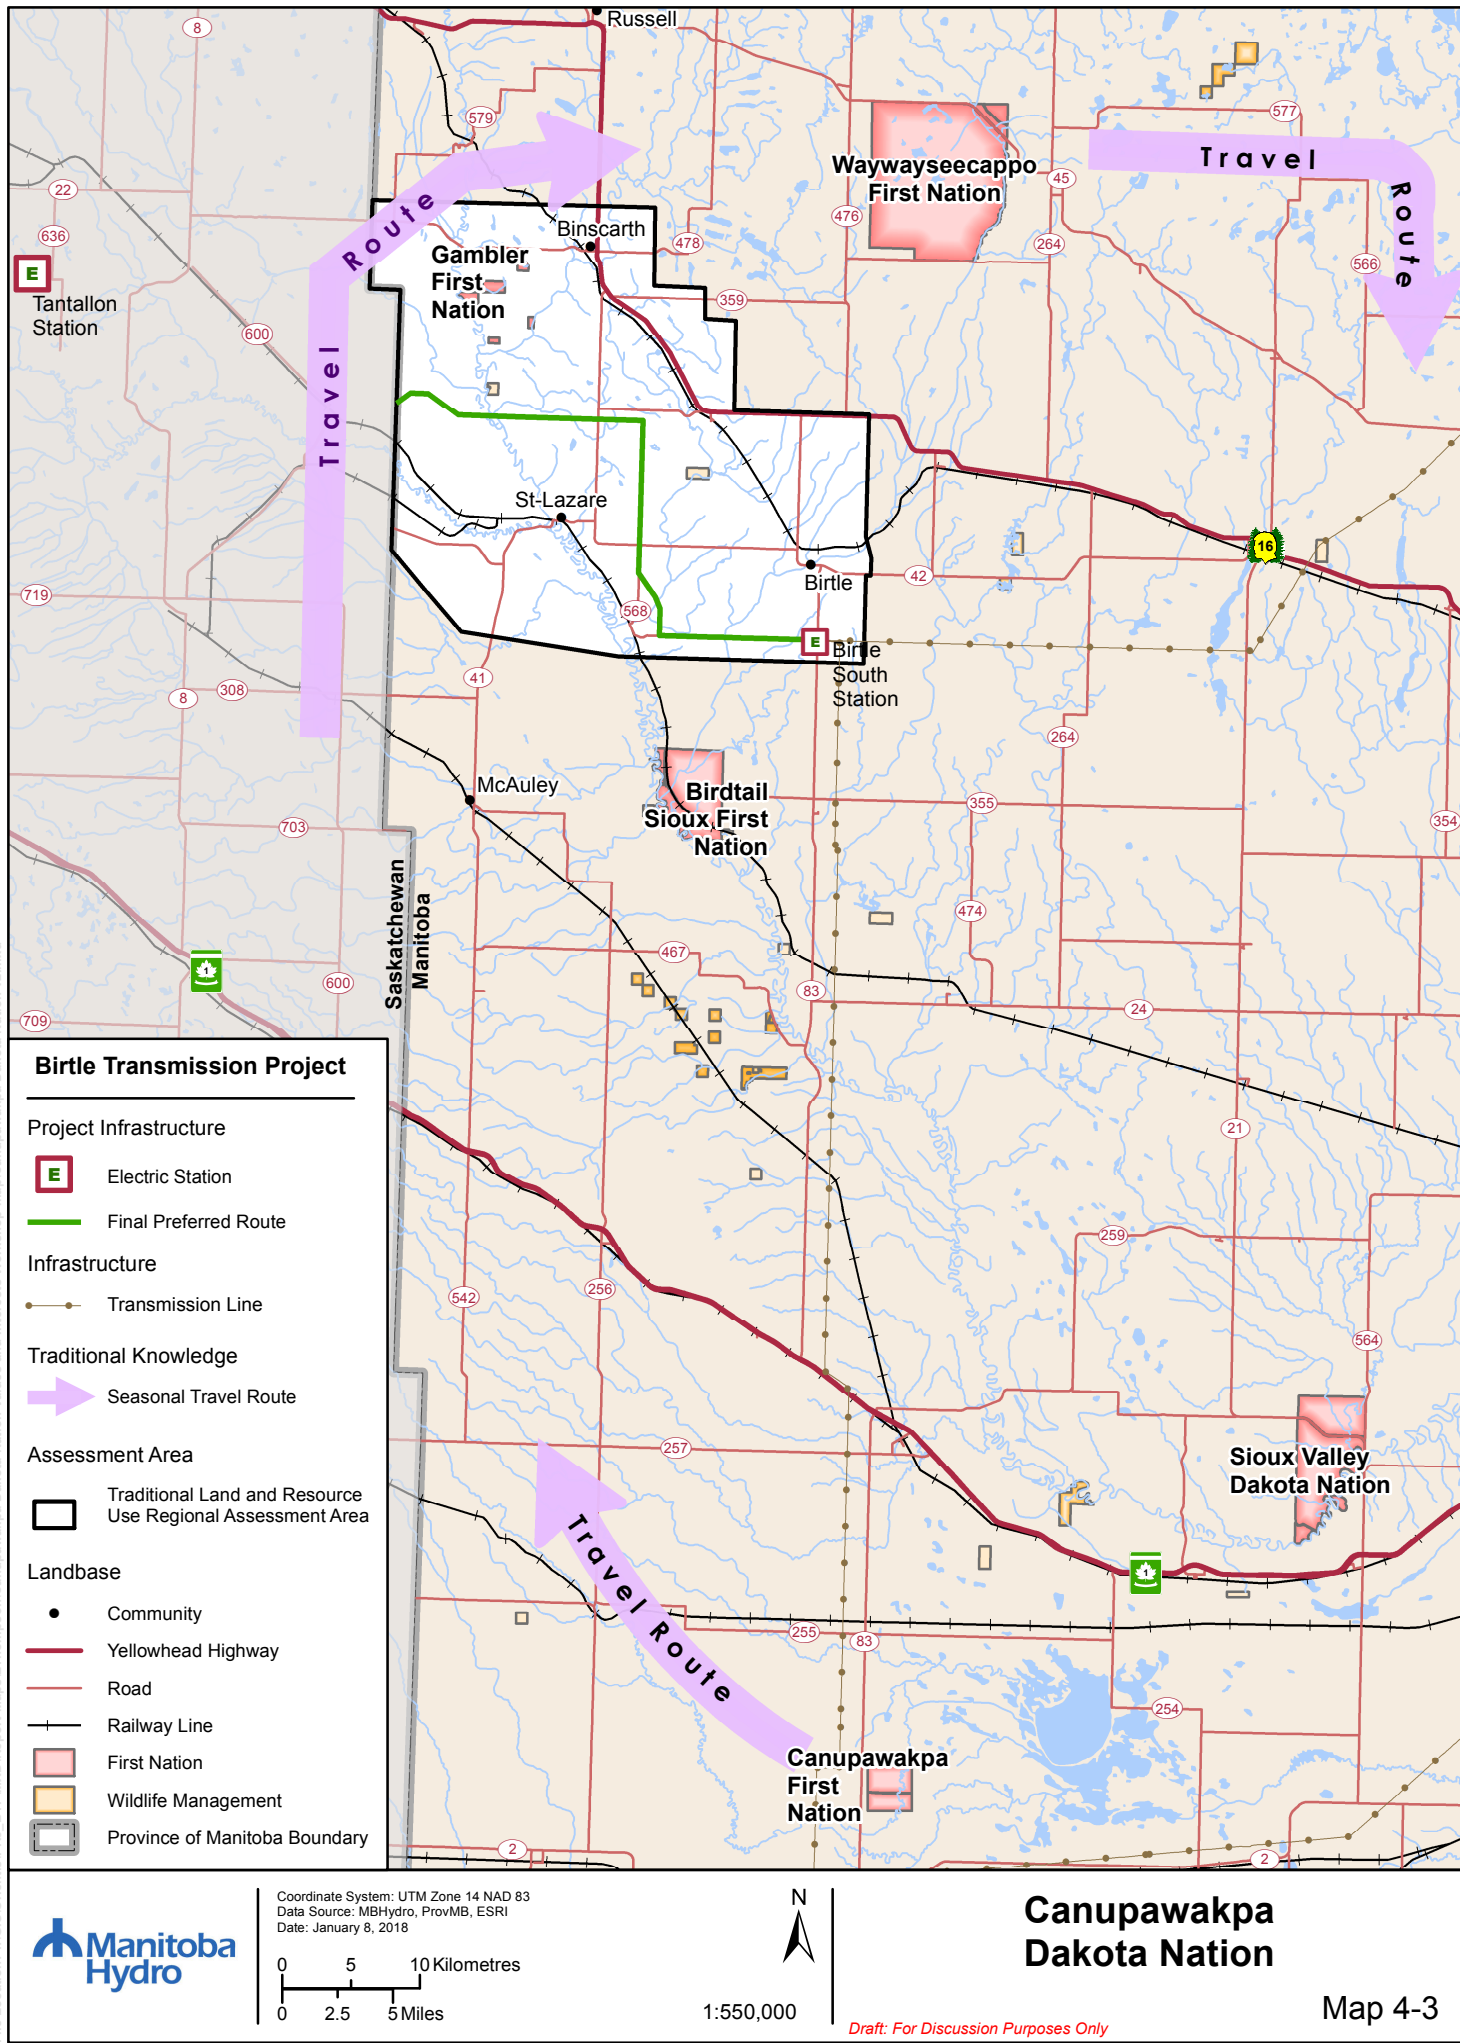 Russell
8
579
577
Travel
Route
Waywayseecappo
First Nation
45
22
476
264
636
Route
Binscarth
478
Gambler
First
Nation
566
E
Tantallon
Station
359
600
Travel
St-Lazare
16
Birtle
42
719
568
E
Birtle
South
Station
41
8
308
264
McAuley
Birdtail
Sioux First
Nation
355
703
354
Saskatchewan
Manitoba
474
467
1
600
83
24
709
Birtle Transmission Project
Project Infrastructure
E
Electric Station
Final Preferred Route
Infrastructure
Transmission Line
Traditional Knowledge
Seasonal Travel Route
Assessment Area
Traditional Land and Resource
Use Regional Assessment Area
Landbase
Community
Yellowhead Highway
Road
Railway Line
First Nation
Wildlife Management
Province of Manitoba Boundary
21
259
542
256
564
257
Sioux Valley
Dakota Nation
Travel Route
1
255
83
254
Canupawakpa
First
Nation
2
2
Manitoba
Hydro
Coordinate System: UTM Zone 14 NAD 83
Data Source: MBHydro, ProvMB, ESRI
Date: January 8, 2018
0 5 10 Kilometres
0 2.5 5 Miles
N
1:550,000
Canupawakpa
Dakota Nation
Map 4-3
Draft: For Discussion Purposes Only